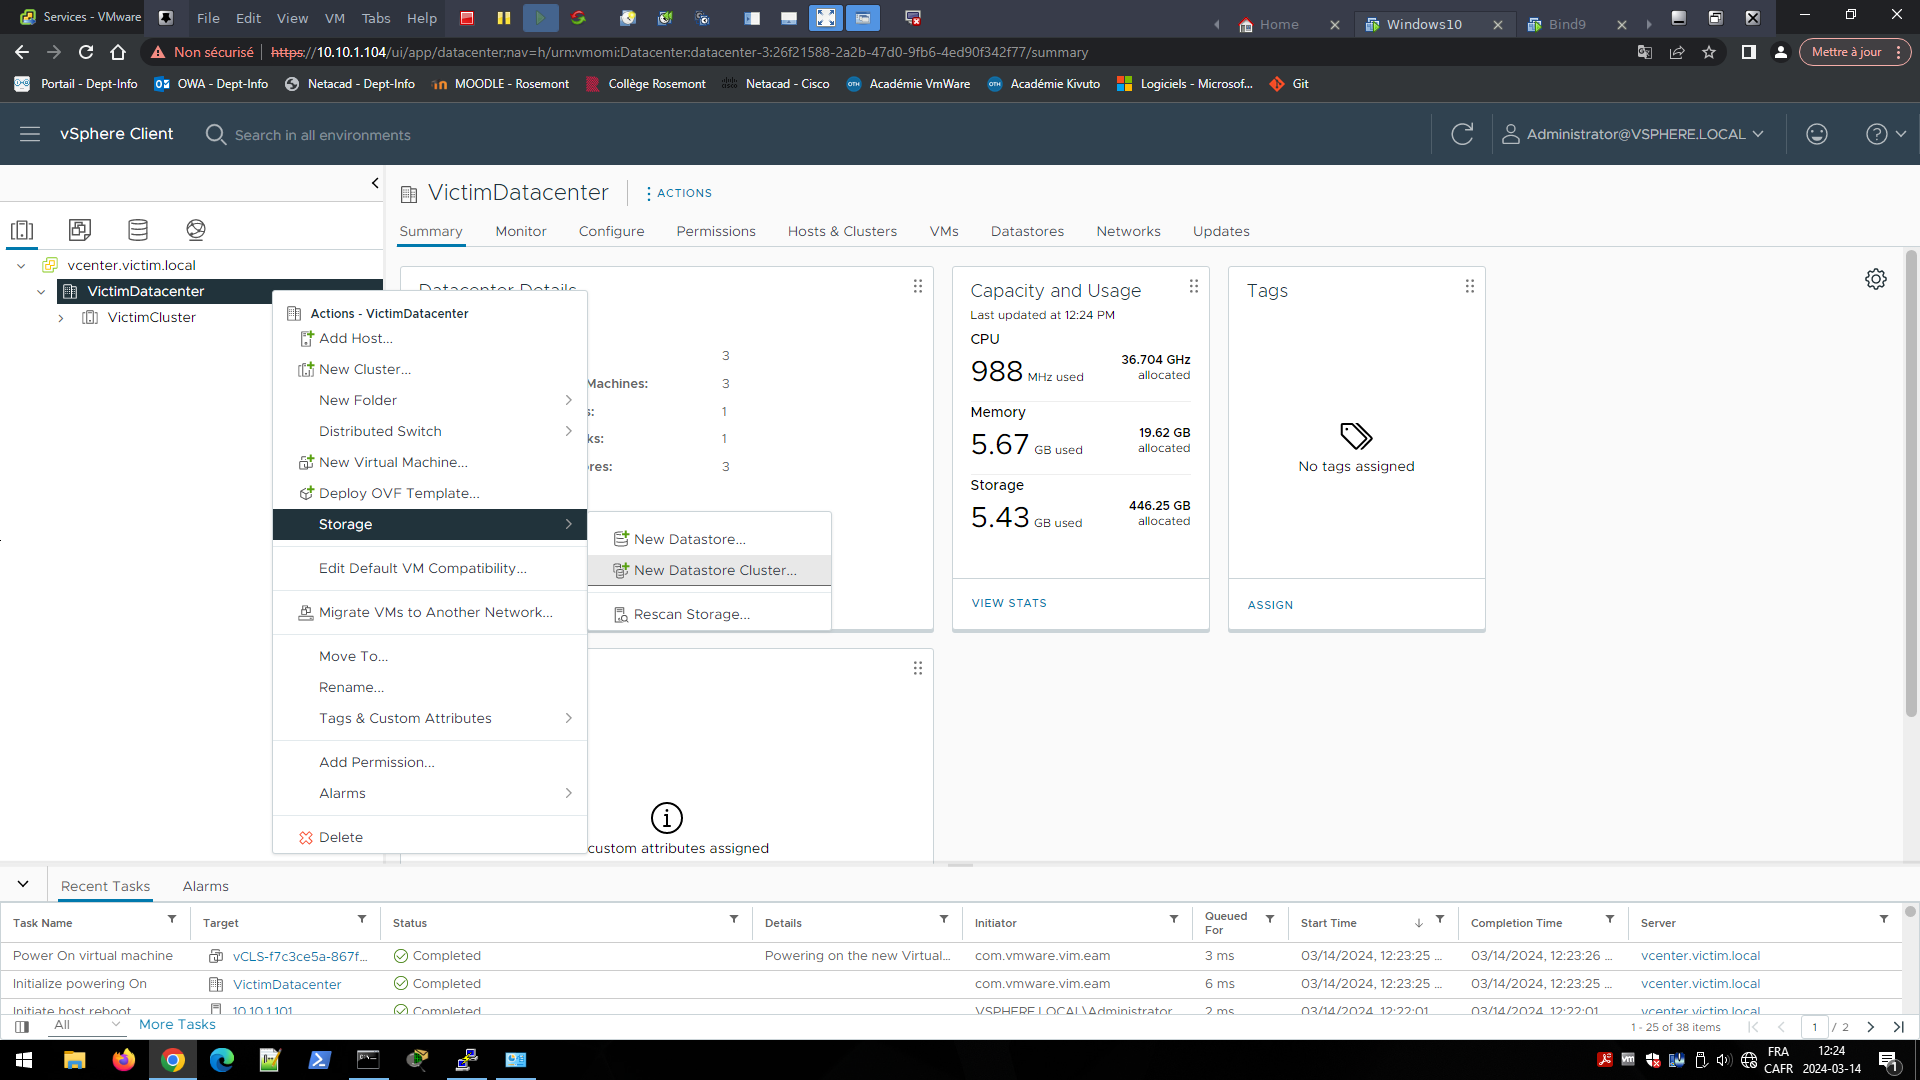 Services - VMware
File Edit View VM Tabs Help
Home
Windows10
Bind9
Non sécurisé
https://10.10.1.104/ui/app/datacenter;nav=h/urn:vmomi:Datacenter:datacenter-3:26f21588-2a2b-47d0-9fb6-4ed90f342f77/summary
Mettre à jour
Portail - Dept-Info
OWA - Dept-Info
Netacad - Dept-Info
MOODLE - Rosemont
Collège Rosemont
Netacad - Cisco
Académie VmWare
Académie Kivuto
Logiciels - Microsof...
Git
vSphere Client
Search in all environments
Administrator@VSPHERE.LOCAL
VictimDatacenter
ACTIONS
Summary
Monitor
Configure
Permissions
Hosts & Clusters
VMs
Datastores
Networks
Updates
vcenter.victim.local
VictimDatacenter
VictimCluster
Actions - VictimDatacenter
Add Host...
New Cluster...
New Folder
Distributed Switch
New Virtual Machine...
Deploy OVF Template...
Storage
Edit Default VM Compatibility...
Migrate VMs to Another Network...
Move To...
Rename...
Tags & Custom Attributes
Add Permission...
Alarms
Delete
New Datastore...
New Datastore Cluster...
Rescan Storage...
Datacenter Details
3
Machines: 3
s: 1
ks: 1
res: 3
custom attributes assigned
Capacity and Usage
Last updated at 12:24 PM
CPU
988 MHz used
36.704 GHz
allocated
Memory
5.67 GB used
19.62 GB
allocated
Storage
5.43 GB used
446.25 GB
allocated
VIEW STATS
Tags
No tags assigned
ASSIGN
Recent Tasks
Alarms
Task Name Target Status Details Initiator Queued For Start Time Completion Time Server
Power On virtual machine vCLS-f7c3ce5a-867f... Completed Powering on the new Virtual... com.vmware.vim.eam 3 ms 03/14/2024, 12:23:25 ... 03/14/2024, 12:23:26 ... vcenter.victim.local
Initialize powering On VictimDatacenter Completed com.vmware.vim.eam 6 ms 03/14/2024, 12:23:25 ... 03/14/2024, 12:23:25 ... vcenter.victim.local
Initiate host reboot 10.10.1.101 Completed VSPHERE.LOCAL\Administrator 2 ms 03/14/2024, 12:22:01 ... 03/14/2024, 12:22:01 ... vcenter.victim.local
All
More Tasks
1 - 25 of 38 items
1 / 2
FRA
CAFR
12:24
2024-03-14
1